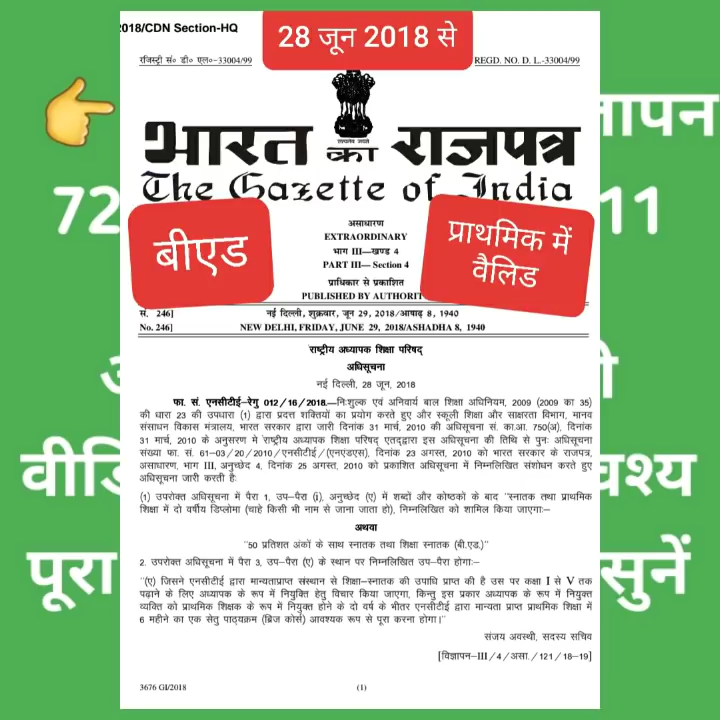 2018/CDN Section-HQ
28 जून 2018 से
रजिस्ट्री सं० डी० एल०-33004/99
REGD. NO. D. L.-33004/99
सत्यमेव जयते
भारत का राजपत्र
The Gazette of India
बीएड
प्राथमिक में
वैलिड
असाधारण
EXTRAORDINARY
भाग III—खण्ड 4
PART III— Section 4
प्राधिकार से प्रकाशित
PUBLISHED BY AUTHORIT
सं. 246]
नई दिल्ली, शुक्रवार, जून 29, 2018/आषाढ़ 8, 1940
No. 246]
NEW DELHI, FRIDAY, JUNE 29, 2018/ASHADHA 8, 1940
राष्ट्रीय अध्यापक शिक्षा परिषद्
अधिसूचना
नई दिल्ली, 28 जून, 2018
फा. सं. एनसीटीई–रेगु 012/16/2018.—निःशुल्क एवं अनिवार्य बाल शिक्षा अधिनियम, 2009 (2009 का 35)
की धारा 23 की उपधारा (1) द्वारा प्रदत्त शक्तियों का प्रयोग करते हुए और स्कूली शिक्षा और साक्षरता विभाग, मानव
संसाधन विकास मंत्रालय, भारत सरकार द्वारा जारी दिनांक 31 मार्च, 2010 की अधिसूचना सं. का.आ. 750(अ), दिनांक
31 मार्च, 2010 के अनुसरण मे राष्ट्रीय अध्यापक शिक्षा परिषद् एतद्द्वारा इस अधिसूचना की तिथि से पुनः अधिसूचना
संख्या फा. सं. 61–03/20/2010/एनसीटीई/(एनएंडएस), दिनांक 23 अगस्त, 2010 को भारत सरकार के राजपत्र,
असाधारण, भाग III, अनुच्छेद 4, दिनांक 25 अगस्त, 2010 को प्रकाशित अधिसूचना में निम्नलिखित संशोधन करते हुए
अधिसूचना जारी करती हैः
(1) उपरोक्त अधिसूचना में पैरा 1, उप–पैरा (i), अनुच्छेद (ए) में शब्दों और कोष्ठको के बाद "स्नातक तथा प्राथमिक
शिक्षा में दो वर्षीय डिप्लोमा (चाहे किसी भी नाम से जाना जाता हो), निम्नलिखित को शामिल किया जाएगाः—
अथवा
"50 प्रतिशत अंकों के साथ स्नातक तथा शिक्षा स्नातक (बी.एड.)"
2. उपरोक्त अधिसूचना में पैरा 3, उप–पैरा (ए) के स्थान पर निम्नलिखित उप–पैरा होगाः–
"(ए) जिसने एनसीटीई द्वारा मान्यताप्राप्त संस्थान से शिक्षा–स्नातक की उपाधि प्राप्त की है उस पर कक्षा I से V तक
पढ़ाने के लिए अध्यापक के रूप में नियुक्ति हेतु विचार किया जाएगा, किन्तु इस प्रकार अध्यापक के रूप में नियुक्त
व्यक्ति को प्राथमिक शिक्षक के रूप में नियुक्त होने के दो वर्ष के भीतर एनसीटीई द्वारा मान्यता प्राप्त प्राथमिक शिक्षा में
6 महीने का एक सेतु पाठ्यक्रम (ब्रिज कोर्स) आवश्यक रूप से पूरा करना होगा।"
संजय अवस्थी, सदस्य सचिव
[विज्ञापन–III/4/असा./121/18–19]
3676 GI/2018
(1)
ापन
72
11
वीडि
वश्य
पूरा
सुनें